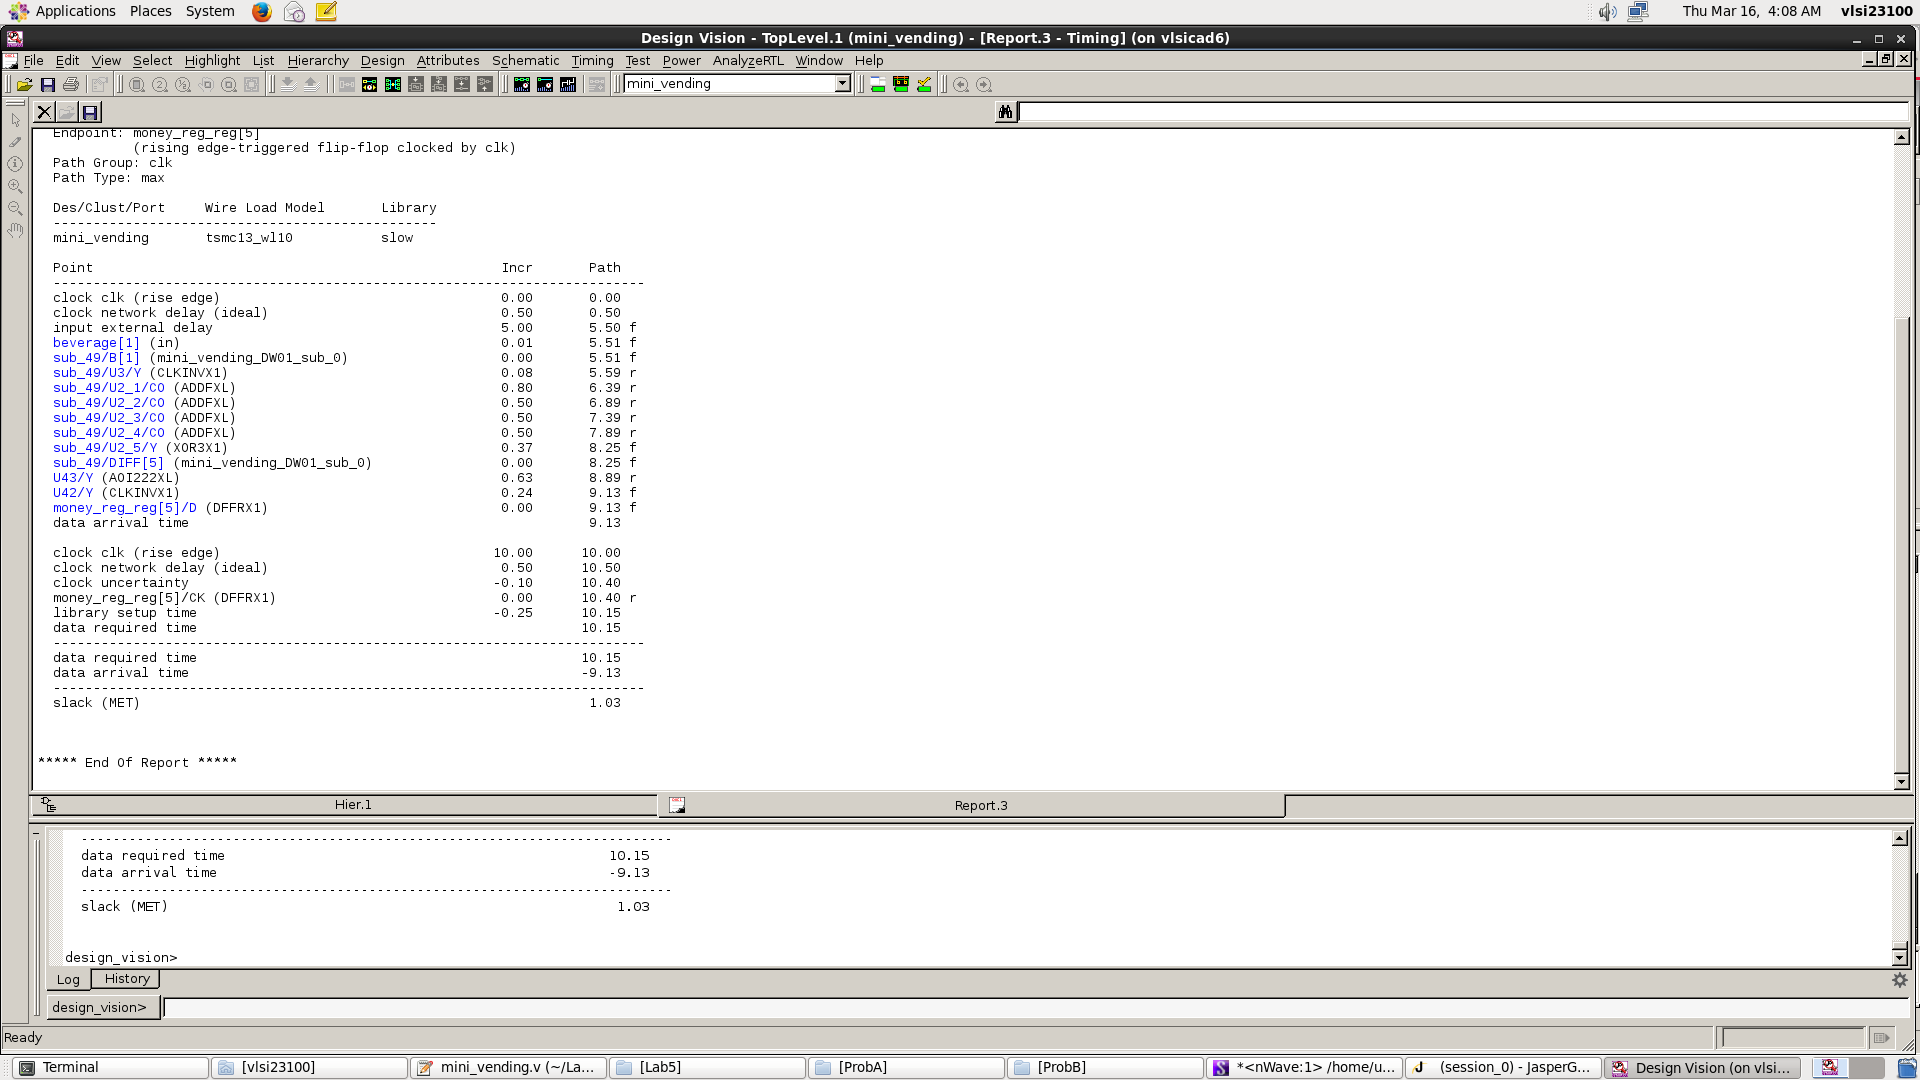 Applications Places System Thu Mar 16, 4:08 AM vlsi23100
Design Vision - TopLevel.1 (mini_vending) - [Report.3 - Timing] (on vlsicad6)
File Edit View Select Highlight List Hierarchy Design Attributes Schematic Timing Test Power AnalyzeRTL Window Help
mini_vending
Endpoint: money_reg_reg[5]
(rising edge-triggered flip-flop clocked by clk)
Path Group: clk
Path Type: max
Des/Clust/Port Wire Load Model Library
------------------------------------------------
mini_vending tsmc13_wl10 slow
Point Incr Path
--------------------------------------------------------------------------
clock clk (rise edge) 0.00 0.00
clock network delay (ideal) 0.50 0.50
input external delay 5.00 5.50 f
beverage[1] (in) 0.01 5.51 f
sub_49/B[1] (mini_vending_DW01_sub_0) 0.00 5.51 f
sub_49/U3/Y (CLKINVX1) 0.08 5.59 r
sub_49/U2_1/CO (ADDFXL) 0.80 6.39 r
sub_49/U2_2/CO (ADDFXL) 0.50 6.89 r
sub_49/U2_3/CO (ADDFXL) 0.50 7.39 r
sub_49/U2_4/CO (ADDFXL) 0.50 7.89 r
sub_49/U2_5/Y (XOR3X1) 0.37 8.25 f
sub_49/DIFF[5] (mini_vending_DW01_sub_0) 0.00 8.25 f
U43/Y (AOI222XL) 0.63 8.89 r
U42/Y (CLKINVX1) 0.24 9.13 f
money_reg_reg[5]/D (DFFRX1) 0.00 9.13 f
data arrival time 9.13
clock clk (rise edge) 10.00 10.00
clock network delay (ideal) 0.50 10.50
clock uncertainty -0.10 10.40
money_reg_reg[5]/CK (DFFRX1) 0.00 10.40 r
library setup time -0.25 10.15
data required time 10.15
--------------------------------------------------------------------------
data required time 10.15
data arrival time -9.13
--------------------------------------------------------------------------
slack (MET) 1.03
***** End Of Report *****
Hier.1 Report.3
--------------------------------------------------------------------------
data required time 10.15
data arrival time -9.13
--------------------------------------------------------------------------
slack (MET) 1.03
design_vision>
Log History
design_vision>
Ready
Terminal [vlsi23100] mini_vending.v (~/La... [Lab5] [ProbA] [ProbB] *<nWave:1> /home/u... (session_0) - JasperG... Design Vision (on vlsi...